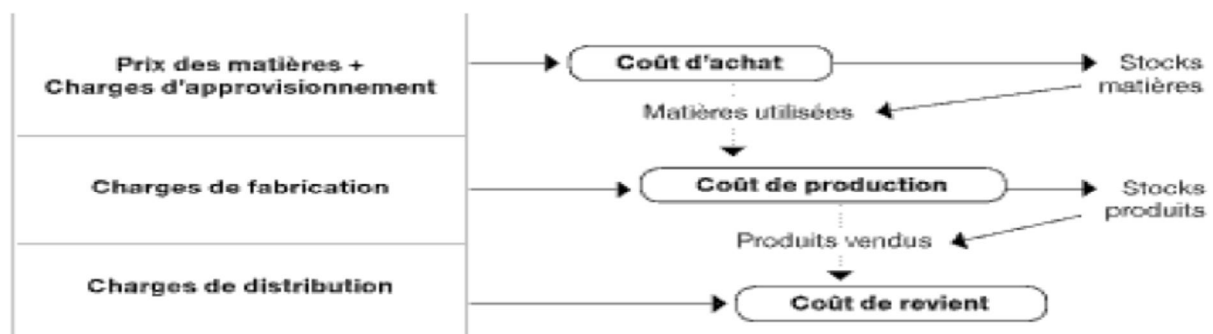 Prix des matières +
Charges d'approvisionnement
Coût d'achat
Stocks
matières
Matières utilisées
Charges de fabrication
Coût de production
Stocks
produits
Produits vendus
Charges de distribution
Coût de revient